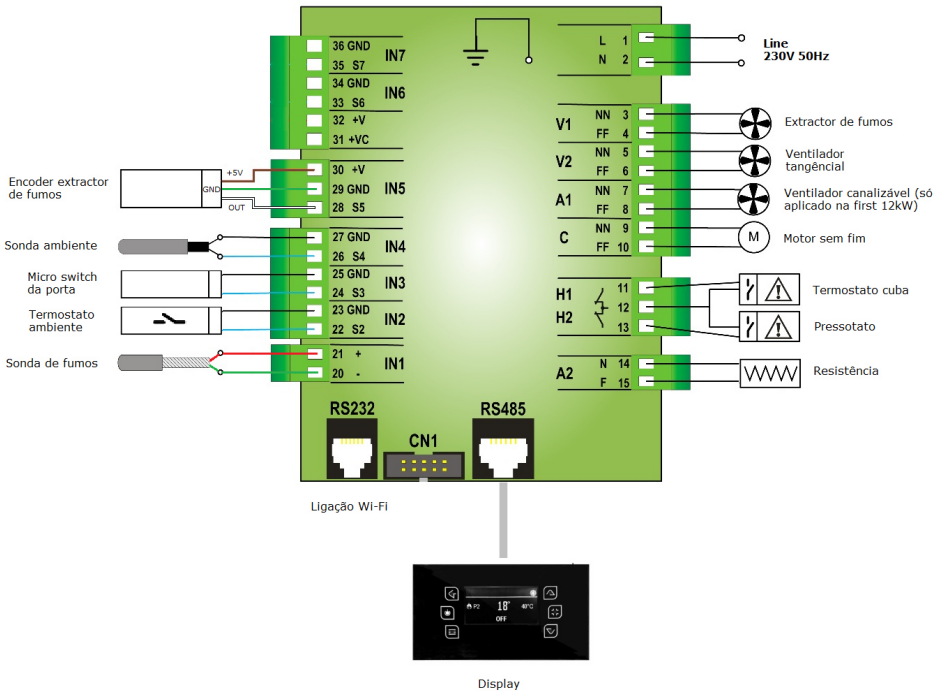 36 GND
35 S7
IN7
34 GND
33 S6
IN6
32 +V
31 +VC
30 +V
29 GND
28 S5
IN5
27 GND
26 S4
IN4
25 GND
24 S3
IN3
23 GND
22 S2
IN2
21 +
20 -
IN1
Encoder extractor
de fumos
+5V
GND
OUT
Sonda ambiente
Micro switch
da porta
Termostato
ambiente
Sonda de fumos
L 1
N 2
Line
230V 50Hz
V1
NN 3
FF 4
Extractor de fumos
V2
NN 5
FF 6
Ventilador
tangêncial
A1
NN 7
FF 8
Ventilador canalizável (só
aplicado na first 12kW)
C
NN 9
FF 10
M
Motor sem fim
H1
H2
11
12
13
Termostato cuba
Pressotato
A2
N 14
F 15
Resistência
RS232
CN1
RS485
Ligação Wi-Fi
P2
18°
40°C
OFF
Display